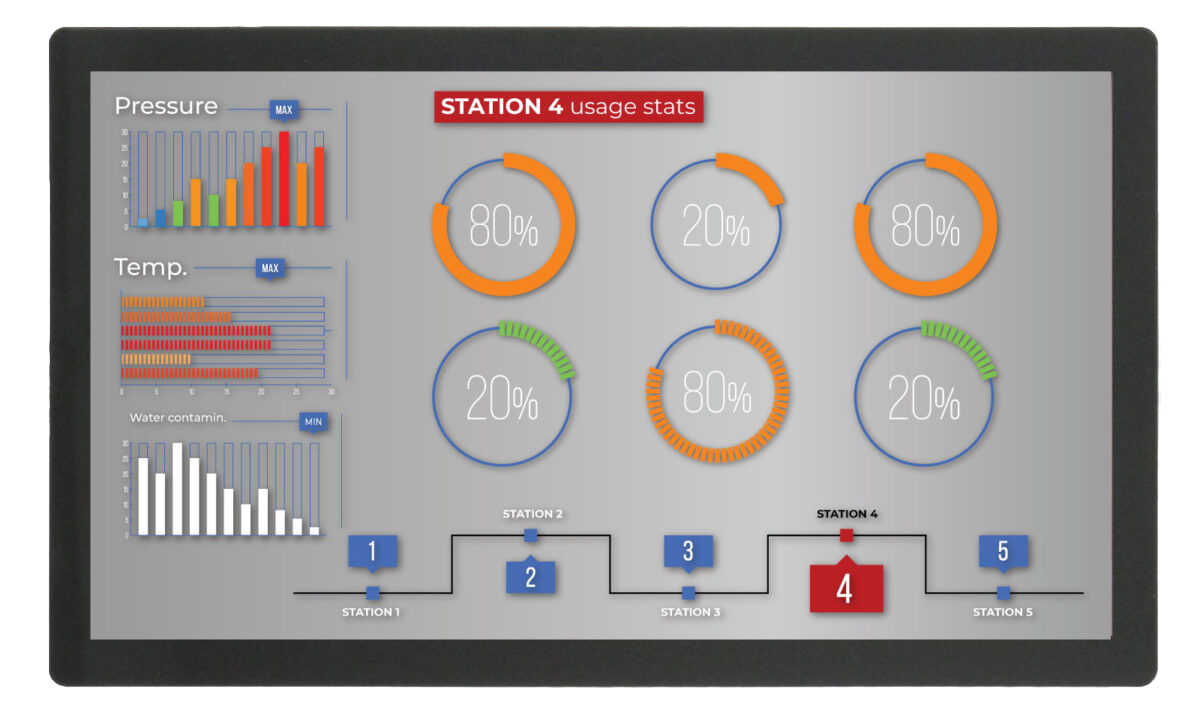 Pressure
MAX
30
25
20
15
10
5
0
Temp.
MAX
0 5 10 15 20 25 30
Water contamin.
MIN
30
25
20
15
10
5
0
STATION 4 usage stats
80%
20%
80%
20%
80%
20%
STATION 2
STATION 4
1
3
5
2
4
STATION 1
STATION 3
STATION 5